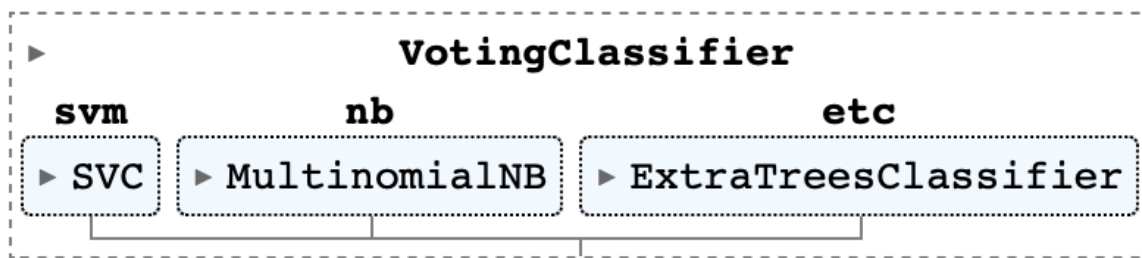 VotingClassifier
svm nb etc
SVC MultinomialNB ExtraTreesClassifier